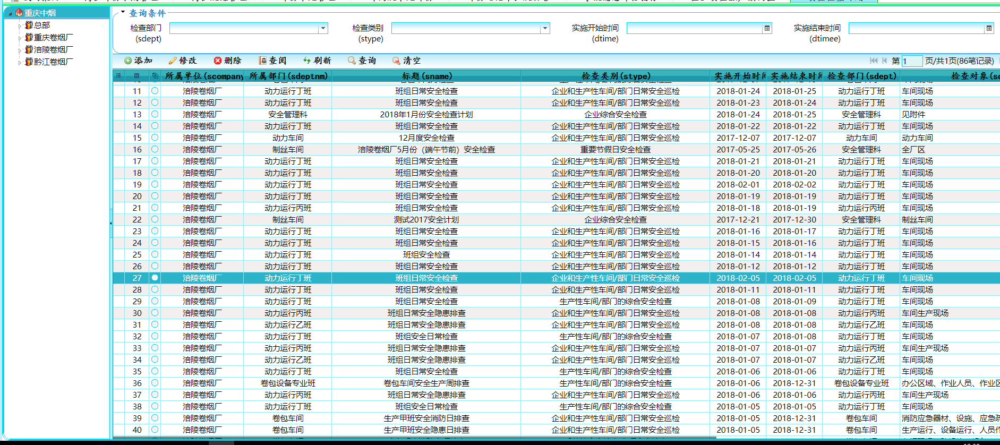 重庆中烟
总部
重庆卷烟厂
涪陵卷烟厂
黔江卷烟厂
查询条件
检查部门 检查类别 实施开始时间 实施结束时间
(sdept) (stype) (dtime) (dtimee)
添加 修改 删除 查阅 刷新 查询 清空 第 1 页/共1页(86笔记录)
所属单位(scompany 所属部门(sdeptnm) 标题(sname) 检查类别(stype) 实施开始时间 实施结束时间 检查部门(sdept) 检查对象(sc
11 涪陵卷烟厂 动力运行丁班 班组日常安全检查 企业和生产性车间/部门日常安全巡检 2018-01-24 2018-01-25 动力运行丁班 车间现场
12 涪陵卷烟厂 动力运行丁班 班组日常安全检查 企业和生产性车间/部门日常安全巡检 2018-01-23 2018-01-24 动力运行丁班 车间现场
13 涪陵卷烟厂 安全管理科 2018年1月份安全检查计划 企业综合安全检查 2018-01-24 2018-01-25 安全管理科 见附件
14 涪陵卷烟厂 动力运行丁班 班组日常安全检查 企业和生产性车间/部门日常安全巡检 2018-01-22 2018-01-22 动力运行丁班 车间现场
15 涪陵卷烟厂 动力车间 12月度安全检查 企业和生产性车间/部门日常安全巡检 2017-12-07 2017-12-07 动力车间 动力车间
16 涪陵卷烟厂 制丝车间 涪陵卷烟厂5月份（端午节前）安全检查 重要节假日安全检查 2017-05-25 2017-05-26 安全管理科 全厂区
17 涪陵卷烟厂 动力运行丁班 班组日常安全检查 企业和生产性车间/部门日常安全巡检 2018-01-21 2018-01-21 动力运行丁班 车间现场
18 涪陵卷烟厂 动力运行丁班 班组日常安全检查 企业和生产性车间/部门日常安全巡检 2018-01-20 2018-01-20 动力运行丁班 车间现场
19 涪陵卷烟厂 动力运行丁班 班组日常安全检查 企业和生产性车间/部门日常安全巡检 2018-02-01 2018-02-02 动力运行丁班 车间现场
20 涪陵卷烟厂 动力运行丁班 班组日常安全检查 企业和生产性车间/部门日常安全巡检 2018-01-19 2018-01-19 动力运行丁班 车间现场
21 涪陵卷烟厂 动力运行丙班 班组日常安全检查 企业和生产性车间/部门日常安全巡检 2018-01-18 2018-01-19 动力运行丙班 车间现场
22 涪陵卷烟厂 制丝车间 测试2017安全计划 企业综合安全检查 2017-12-21 2017-12-30 安全管理科 制丝车间
23 涪陵卷烟厂 动力运行丁班 班组日常安全检查 企业和生产性车间/部门日常安全巡检 2018-01-16 2018-01-17 动力运行丁班 车间现场
24 涪陵卷烟厂 动力运行丁班 班组日常安全检查 企业和生产性车间/部门日常安全巡检 2018-01-15 2018-01-16 动力运行丁班 车间现场
25 涪陵卷烟厂 动力运行丁班 班组安全检查 企业和生产性车间/部门日常安全巡检 2018-01-14 2018-01-14 动力运行丁班 车间现场
26 涪陵卷烟厂 动力运行丁班 班组日常安全检查 企业和生产性车间/部门日常安全巡检 2018-01-12 2018-01-12 动力运行丁班 车间现场
27 涪陵卷烟厂 动力运行丁班 班组日常安全检查 企业和生产性车间/部门日常安全巡检 2018-02-05 2018-02-05 动力运行丁班 车间现场
28 涪陵卷烟厂 动力运行丁班 班组日常安全检查 企业和生产性车间/部门日常安全巡检 2018-01-11 2018-01-11 动力运行丁班 车间现场
29 涪陵卷烟厂 动力运行丁班 班组日常安全检查 生产性车间/部门的综合安全检查 2018-01-08 2018-01-09 动力运行丁班 车间现场
30 涪陵卷烟厂 动力运行丙班 班组日常安全隐患排查 企业和生产性车间/部门日常安全巡检 2018-01-08 2018-01-08 动力运行丙班 车间生产现场
31 涪陵卷烟厂 动力运行乙班 班组日常安全隐患排查 企业和生产性车间/部门日常安全巡检 2018-01-08 2018-01-08 动力运行乙班 车间现场
32 涪陵卷烟厂 动力运行丁班 班组安全日常检查 生产性车间/部门的综合安全检查 2018-01-07 2018-01-08 动力运行丁班 车间现场
33 涪陵卷烟厂 动力运行丙班 班组日常安全隐患排查 企业和生产性车间/部门日常安全巡检 2018-01-07 2018-01-07 动力运行丙班 车间生产现场
34 涪陵卷烟厂 动力运行乙班 班组日常安全隐患排查 企业和生产性车间/部门日常安全巡检 2018-01-07 2018-01-07 动力运行乙班 车间现场
35 涪陵卷烟厂 动力运行丁班 班组日常安全检查 生产性车间/部门的综合安全检查 2018-01-06 2018-01-07 动力运行丁班 车间现场
36 涪陵卷烟厂 卷包设备专业班 卷包车间安全生产周排查 生产性车间/部门的综合安全检查 2018-01-06 2018-12-31 卷包设备专业班 办公区域、作业人员、作业区
37 涪陵卷烟厂 动力运行丙班 班组日常安全隐患排查 企业和生产性车间/部门日常安全巡检 2018-01-06 2018-01-06 动力运行丙班 车间生产现场
38 涪陵卷烟厂 动力运行丁班 班组安全日常检查 生产性车间/部门的综合安全检查 2018-01-05 2018-01-05 动力运行丁班 车间现场
39 涪陵卷烟厂 卷包车间 生产甲班安全消防日排查 企业和生产性车间/部门日常安全巡检 2018-01-05 2018-12-31 卷包车间 消防应急器材、设施、应急疏
40 涪陵卷烟厂 卷包车间 生产甲班安全隐患日排查 企业和生产性车间/部门日常安全巡检 2018-01-05 2018-12-31 卷包车间 生产运行、设备运行、人员作